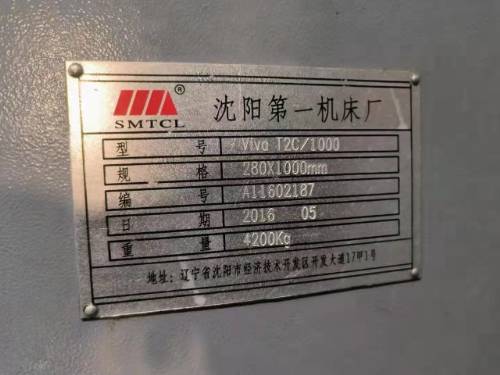 SMTCL ® 沈阳第一机床厂
型号 Viva T2C/1000
规格 280X1000mm
编号 A11602187
日期 2016 05
重量 4200Kg
地址: 辽宁省沈阳市经济技术开发区开发大道17甲1号